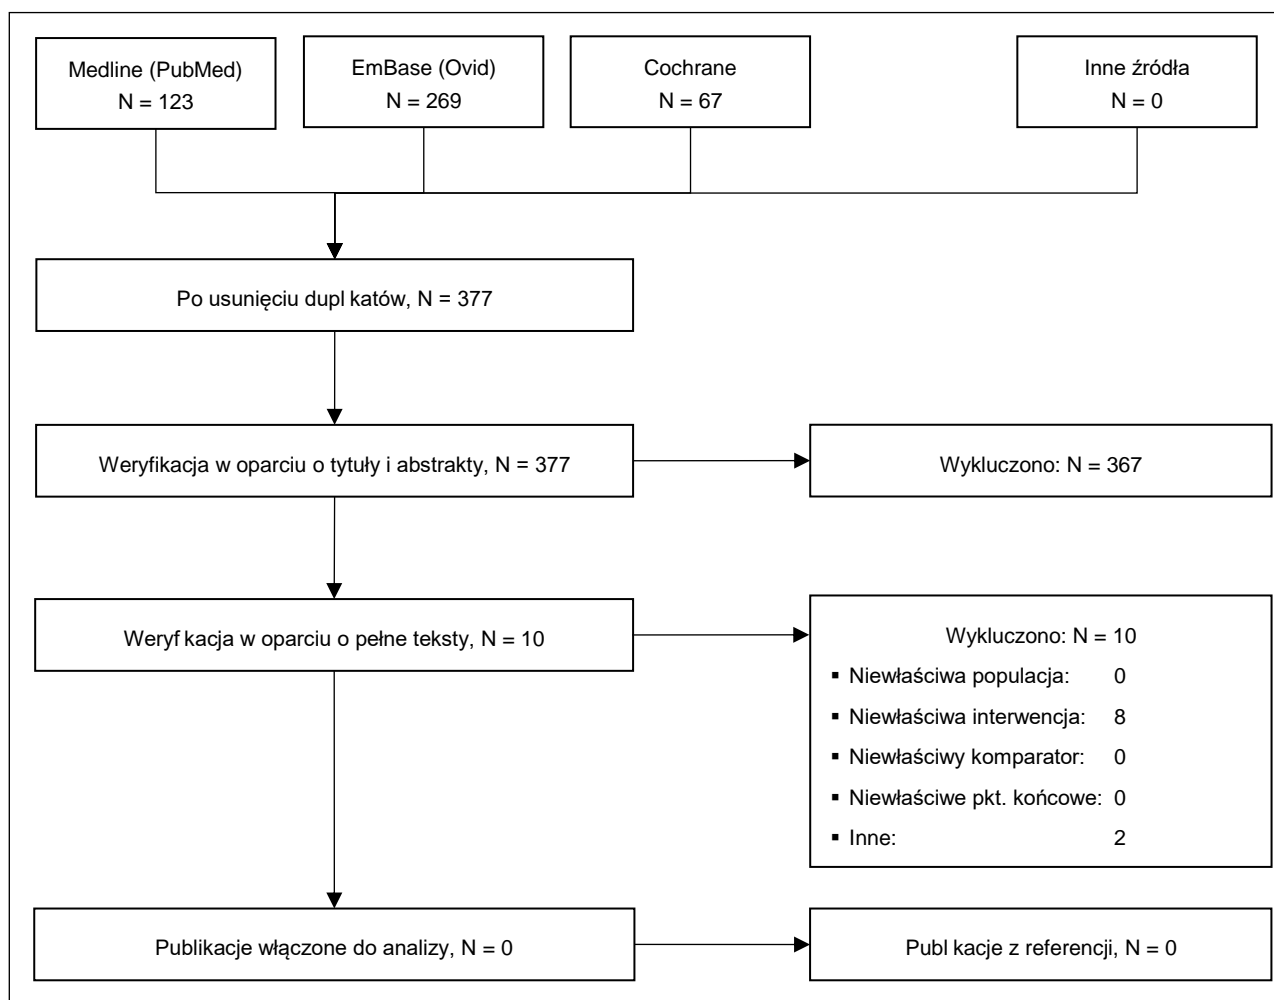 Medline (PubMed)
N = 123
EmBase (Ovid)
N = 269
Cochrane
N = 67
Inne źródła
N = 0
Po usunięciu dupl katów, N = 377
Weryfikacja w oparciu o tytuły i abstrakty, N = 377
Wykluczono: N = 367
Weryf kacja w oparciu o pełne teksty, N = 10
Wykluczono: N = 10
▪ Niewłaściwa populacja: 0
▪ Niewłaściwa interwencja: 8
▪ Niewłaściwy komparator: 0
▪ Niewłaściwe pkt. końcowe: 0
▪ Inne: 2
Publikacje włączone do analizy, N = 0
Publ kacje z referencji, N = 0